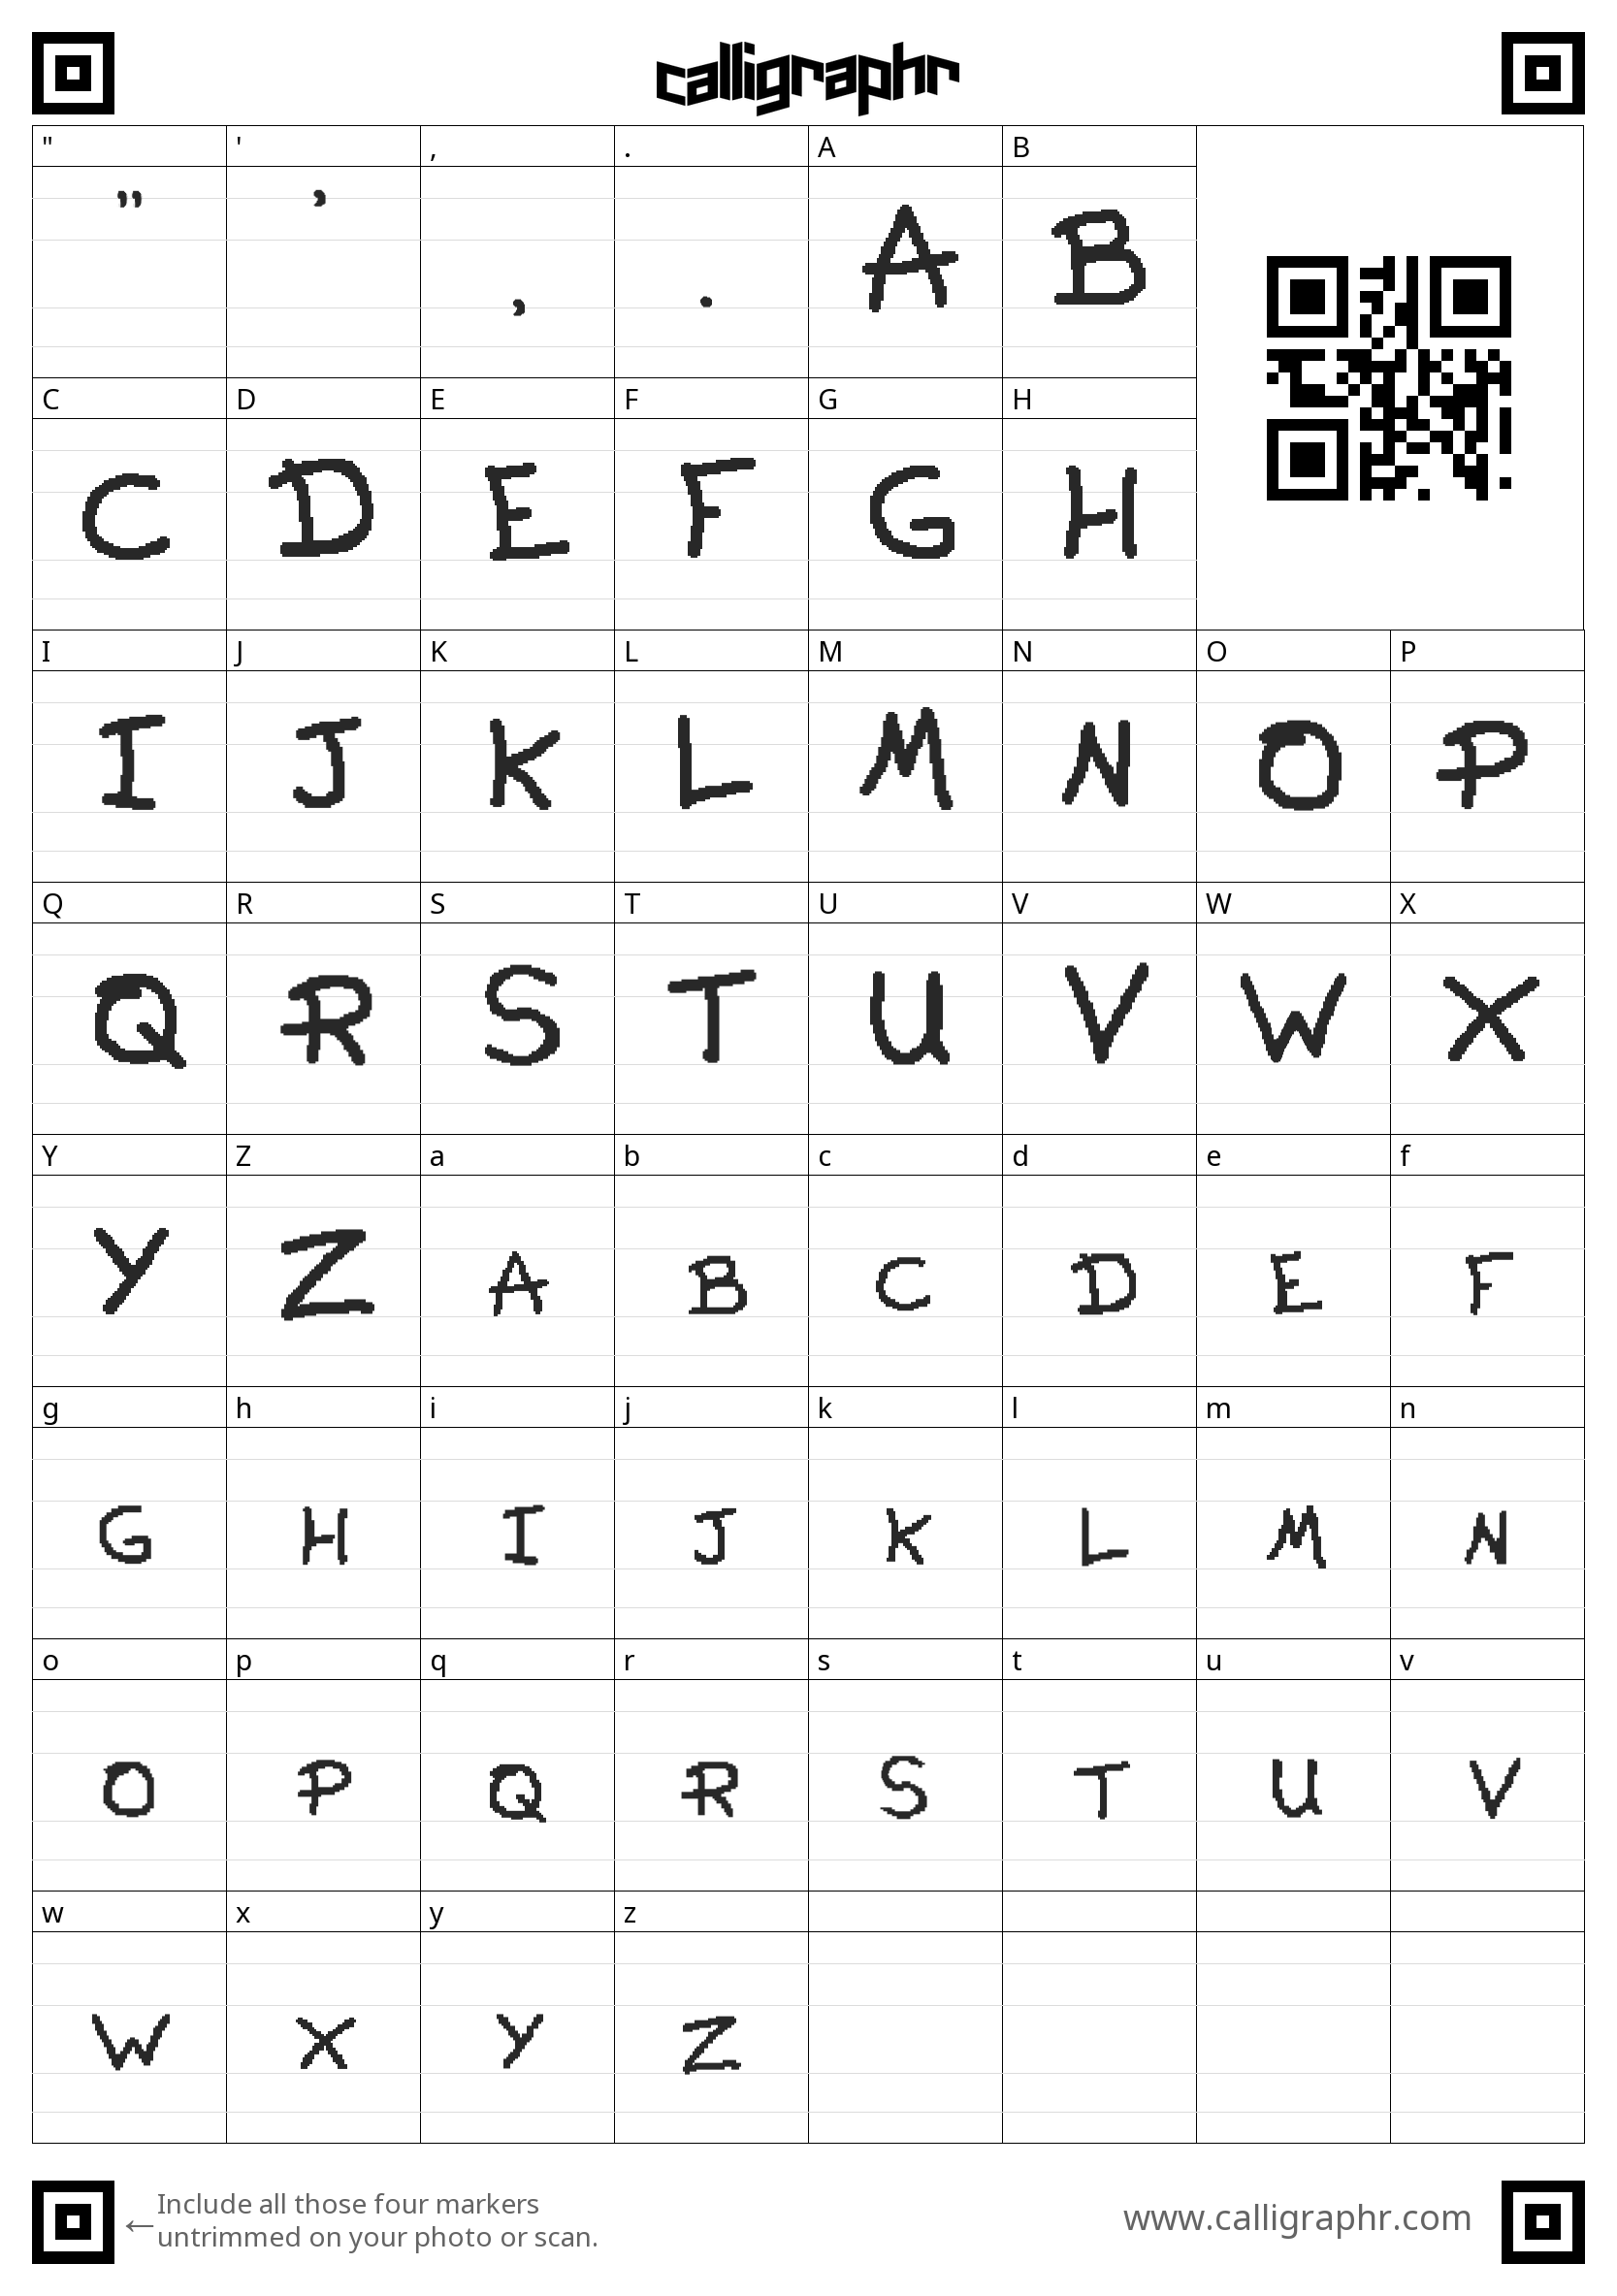 calligraphr
" ' , . A B
” ’ , . A B
C D E F G H
C D E F G H
I J K L M N O P
I J K L M N O P
Q R S T U V W X
Q R S T U V W X
Y Z a b c d e f
Y Z A B C D E F
g h i j k l m n
G H I J K L M N
o p q r s t u v
O P Q R S T U V
w x y z
W X Y Z
←Include all those four markers
untrimmed on your photo or scan.
www.calligraphr.com